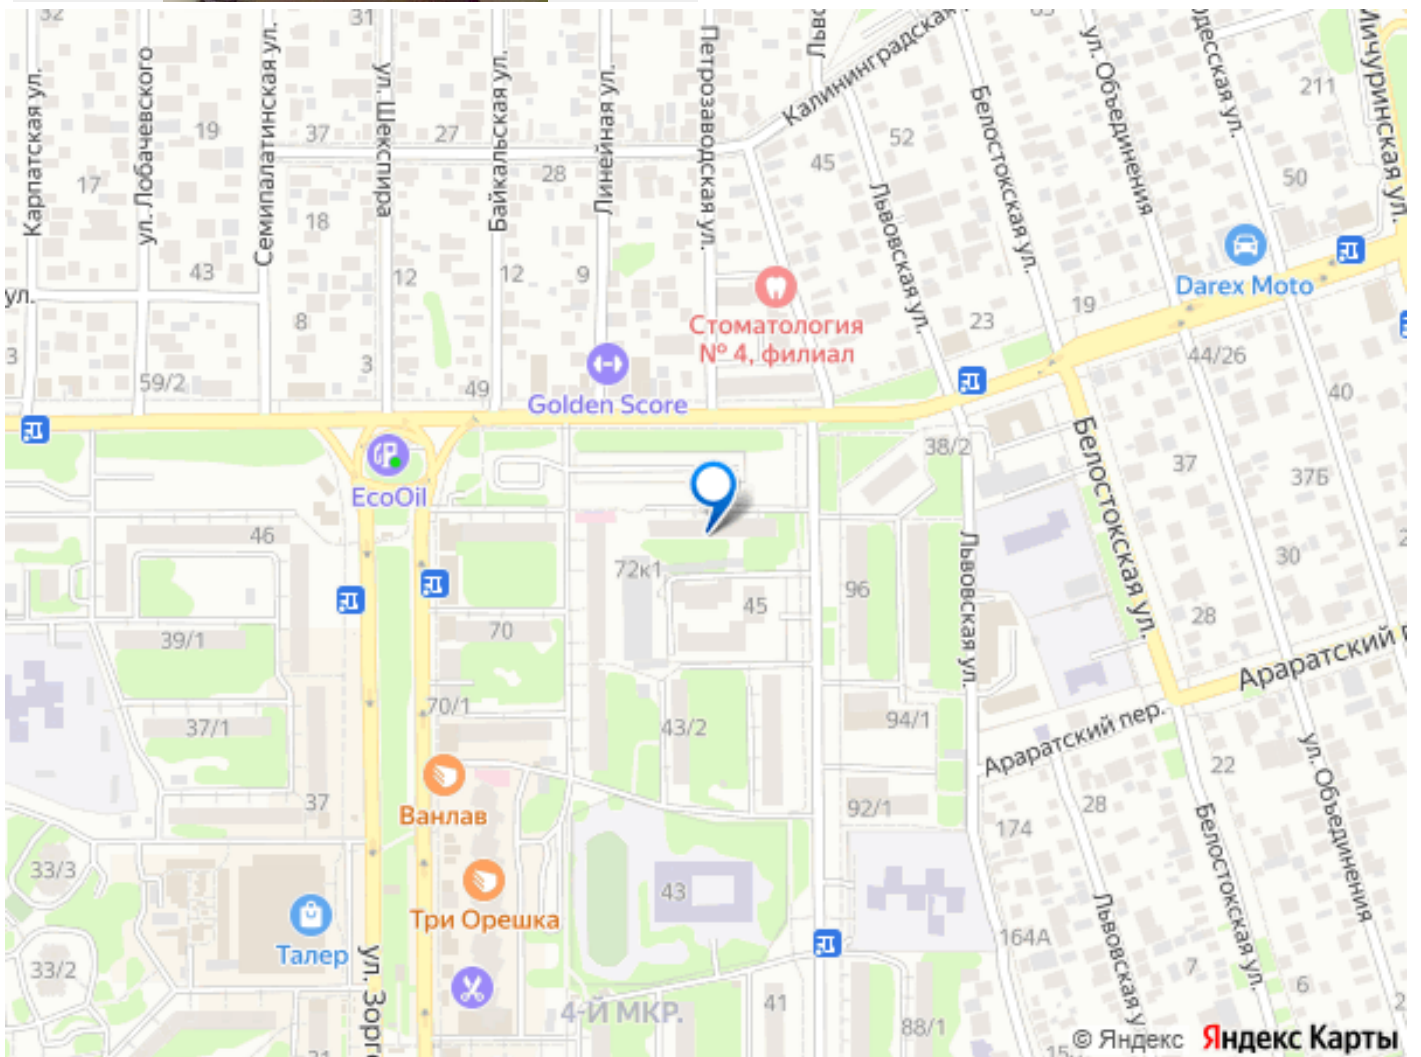 32
31
Калининградская
65
Одесская ул.
Мичуринская ул.
Карпатская ул.
ул. Лобачевского
Семипалатинская ул.
ул. Шекспира
Байкальская ул.
Линейная ул.
Петрозаводская ул.
Львовская ул.
Белостокская ул.
ул. Объединения
211
19
37
27
52
45
28
17
50
18
43
12
12
9
ул.
8
19
23
Darex Moto
Стоматология
№ 4, филиал
3
3
59/2
49
44/26
40
Golden Score
38/2
37
37Б
EcoOil
46
Белостокская ул.
72к1
45
96
Львовская ул.
30
28
39/1
70
Араратский
70/1
37/1
43/2
94/1
Араратский пер.
22
ул. Объединения
Ванлав
37
92/1
28
174
33/3
43
Белостокская ул.
Три Орешка
Талер
ул. Зорге
Львовская у
164А
33/2
7
6
4-Й МКР.
41
88/1
31
© Яндекс Яндекс Карты